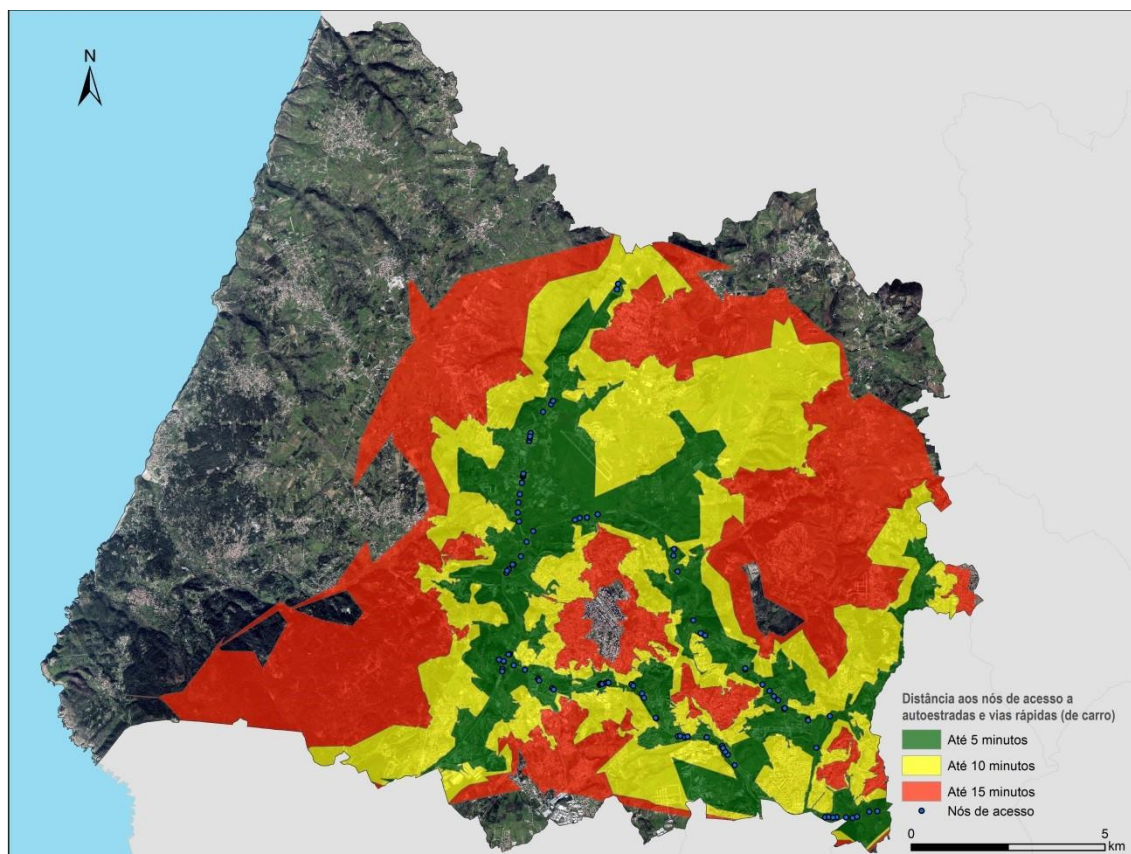 N
Distância aos nós de acesso a
autoestradas e vias rápidas (de carro)
Até 5 minutos
Até 10 minutos
Até 15 minutos
Nós de acesso
0 5
km